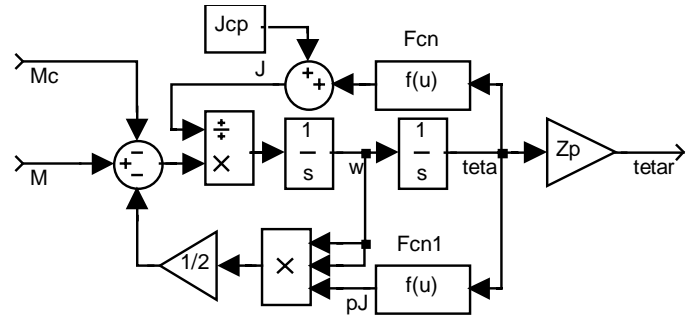 Jcp
Fcn
J
f(u)
Mc
+
+
÷
×
1
s
1
s
Zp
−
+
−
M
w
teta
tetar
Fcn1
1/2
×
f(u)
pJ